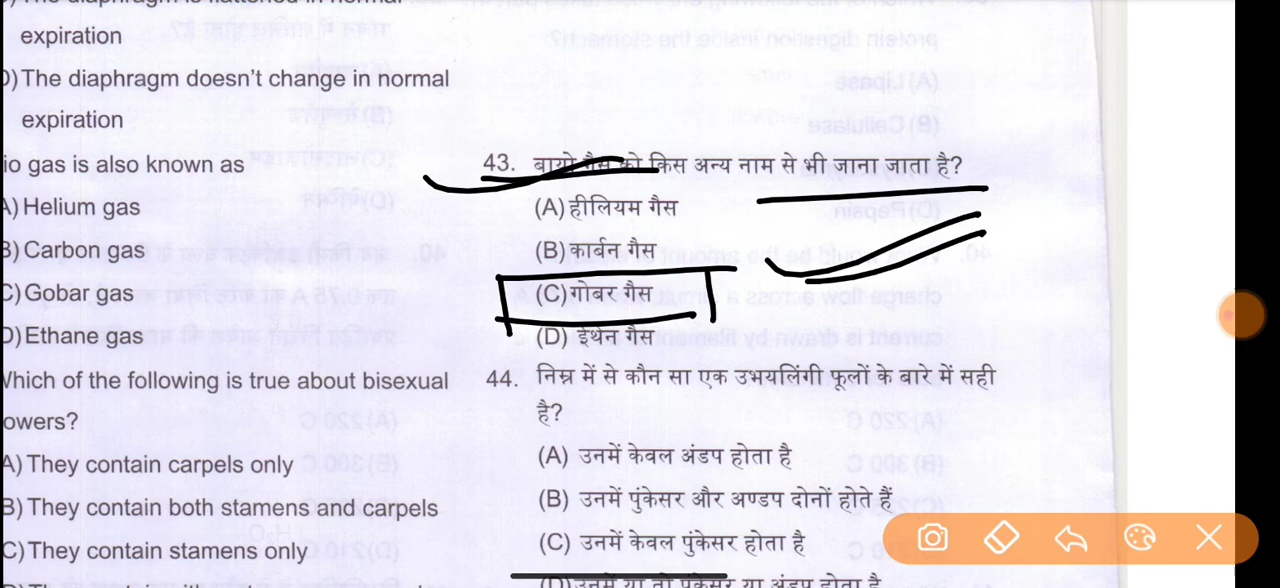 expiration
D) The diaphragm doesn't change in normal
expiration
io gas is also known as
A) Helium gas
B) Carbon gas
C) Gobar gas
D) Ethane gas
Which of the following is true about bisexual
owers?
A) They contain carpels only
B) They contain both stamens and carpels
C) They contain stamens only
43. बायो गैस को किस अन्य नाम से भी जाना जाता है?
(A) हीलियम गैस
(B) कार्बन गैस
(C) गोबर गैस
(D) ईथेन गैस
44. निम्न में से कौन सा एक उभयलिंगी फूलों के बारे में सही
है?
(A) उनमें केवल अंडप होता है
(B) उनमें पुंकेसर और अण्डप दोनों होते हैं
(C) उनमें केवल पुंकेसर होता है
(D) उनमें या तो पुंकेसर या अंडप होता है